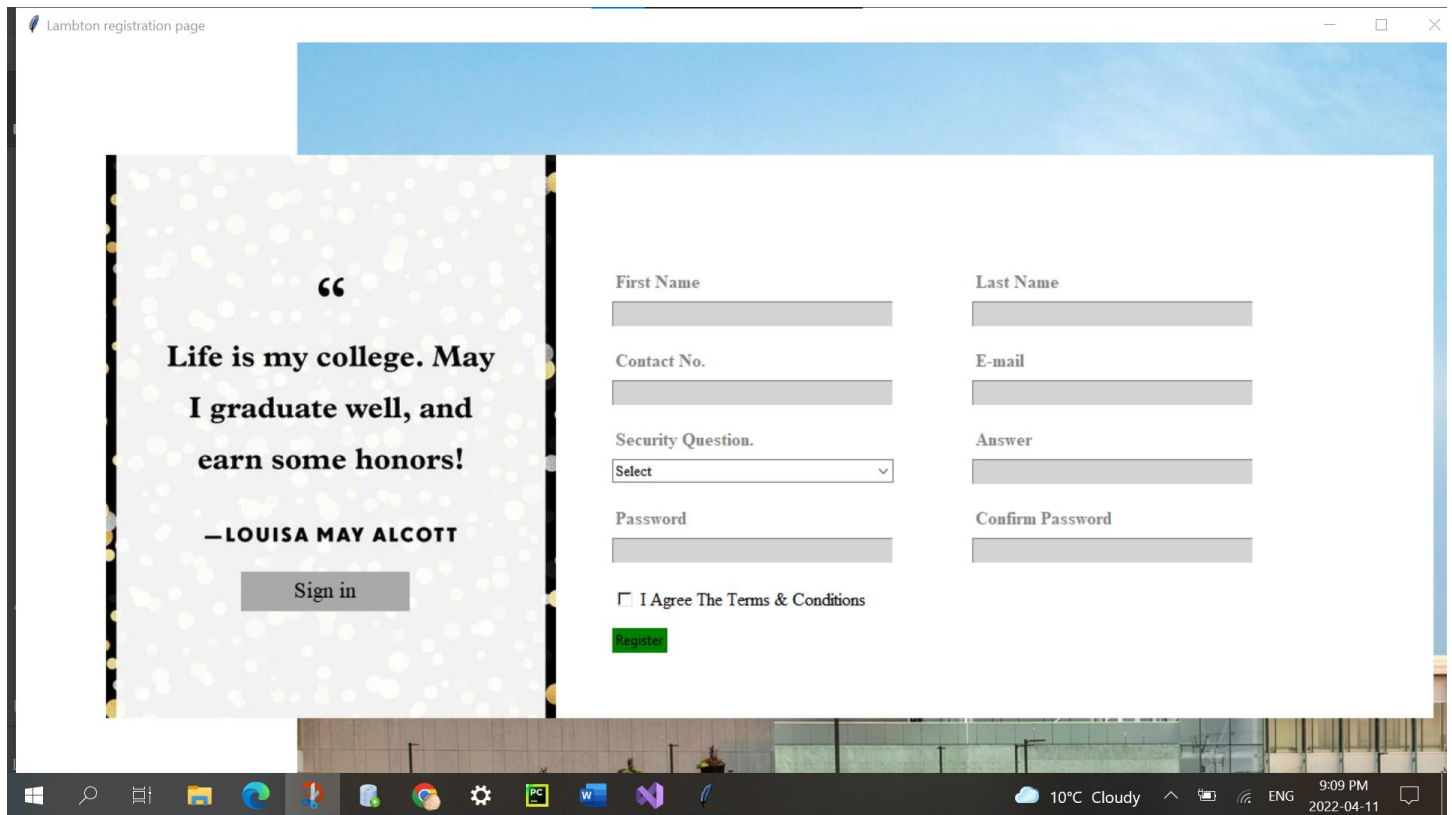 Lambton registration page
“
Life is my college. May
I graduate well, and
earn some honors!
—LOUISA MAY ALCOTT
Sign in
First Name
Last Name
Contact No.
E-mail
Security Question.
Answer
Select
Password
Confirm Password
I Agree The Terms & Conditions
Register
PC
W
10°C Cloudy
ENG
9:09 PM
2022-04-11